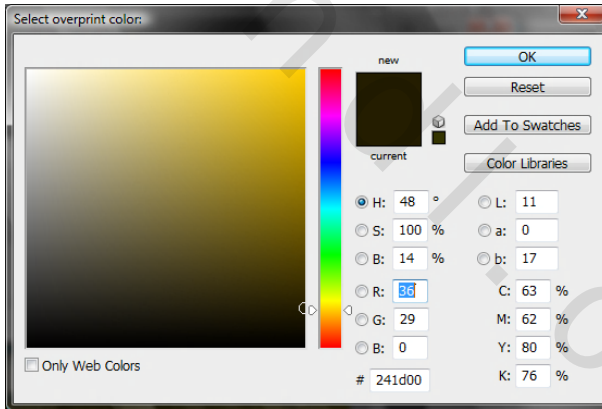 Select overprint color:
new
current
OK
Reset
Add To Swatches
Color Libraries
H: 48 °
S: 100 %
B: 14 %
R: 36
G: 29
B: 0
# 241d00
L: 11
a: 0
b: 17
C: 63 %
M: 62 %
Y: 80 %
K: 76 %
Only Web Colors